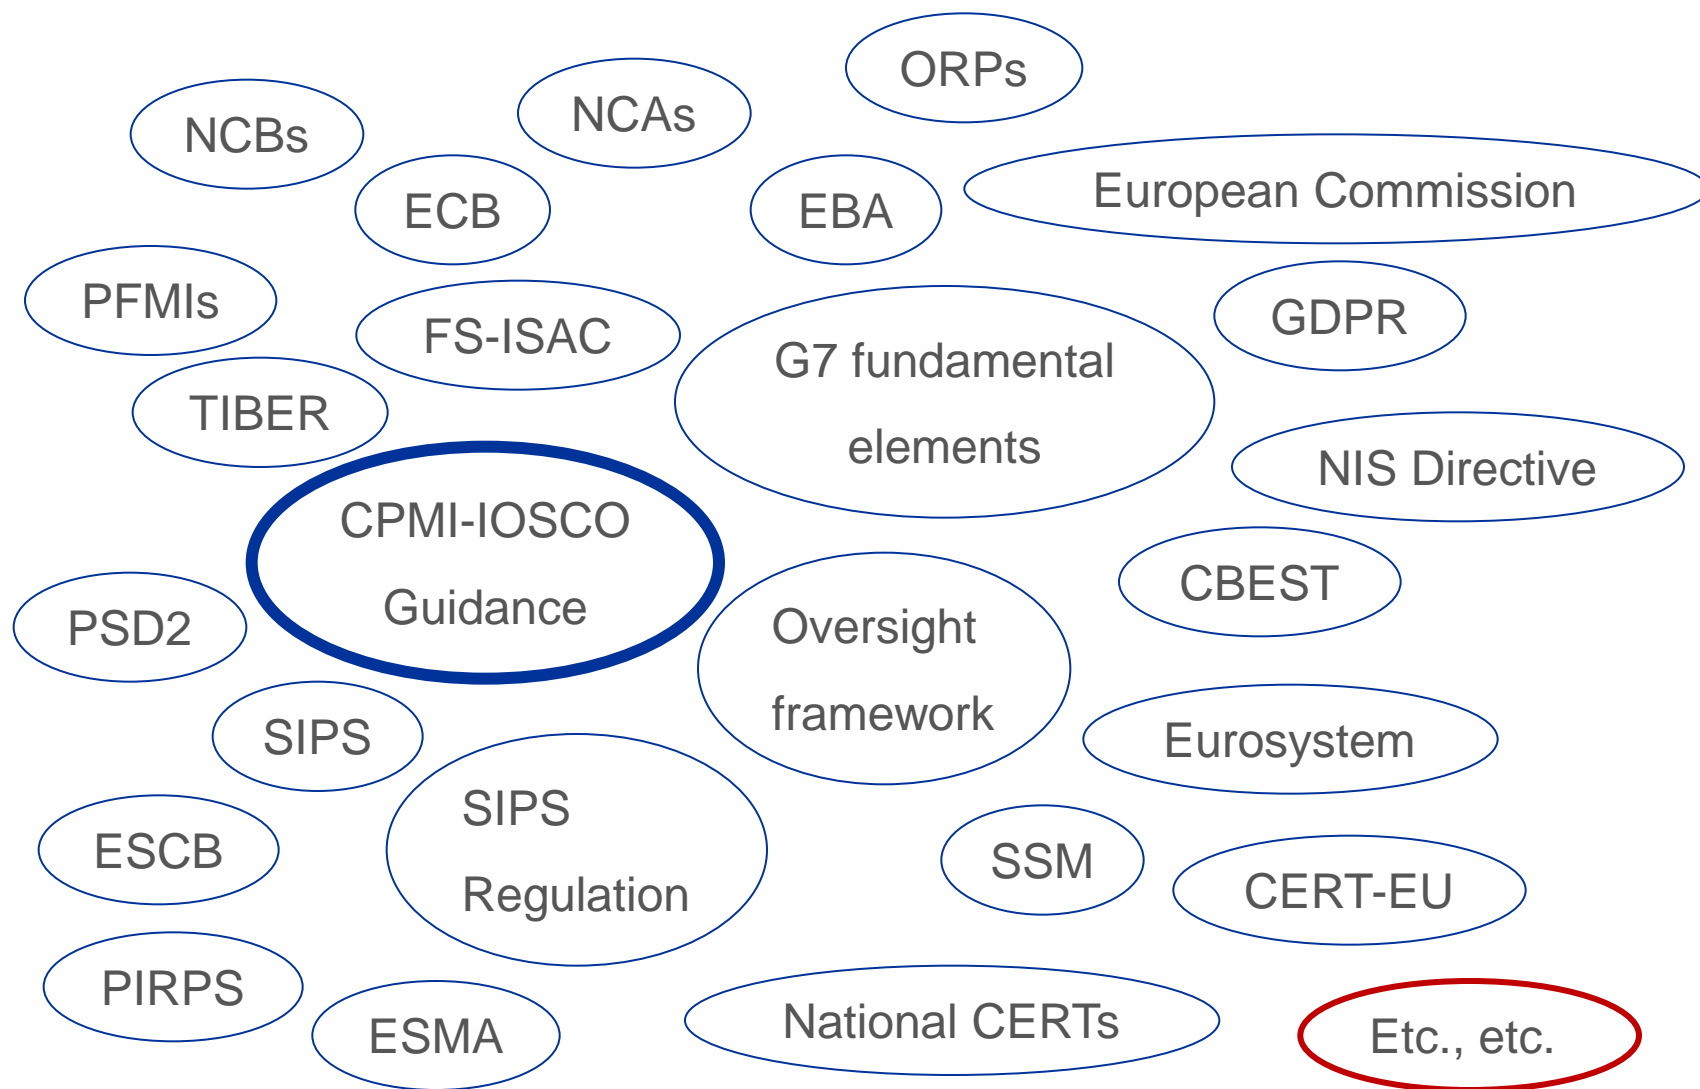 ORPs
NCAs
NCBs
European Commission
ECB
EBA
PFMIs
GDPR
FS-ISAC
G7 fundamental
elements
TIBER
NIS Directive
CPMI-IOSCO
Guidance
CBEST
PSD2
Oversight
framework
SIPS
Eurosystem
SIPS
Regulation
ESCB
SSM
CERT-EU
PIRPS
National CERTs
ESMA
Etc., etc.